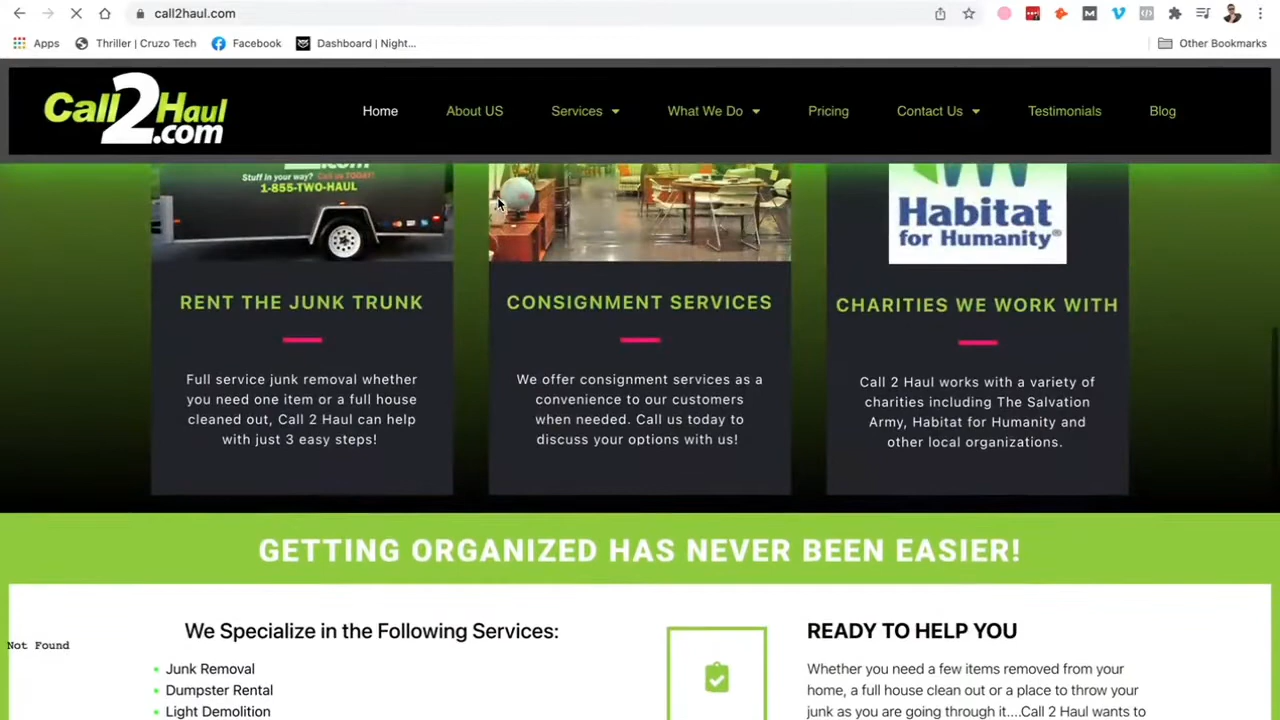 call2haul.com
Apps Thriller | Cruzo Tech Facebook Dashboard | Night... Other Bookmarks
Call2Haul.com
Home About US Services What We Do Pricing Contact Us Testimonials Blog
Stuff in your way? Call us TODAY!
1-855-TWO-HAUL
Habitat
for Humanity®
RENT THE JUNK TRUNK
Full service junk removal whether
you need one item or a full house
cleaned out, Call 2 Haul can help
with just 3 easy steps!
CONSIGNMENT SERVICES
We offer consignment services as a
convenience to our customers
when needed. Call us today to
discuss your options with us!
CHARITIES WE WORK WITH
Call 2 Haul works with a variety of
charities including The Salvation
Army, Habitat for Humanity and
other local organizations.
GETTING ORGANIZED HAS NEVER BEEN EASIER!
Not Found
We Specialize in the Following Services:
Junk Removal
Dumpster Rental
Light Demolition
READY TO HELP YOU
Whether you need a few items removed from your
home, a full house clean out or a place to throw your
junk as you are going through it....Call 2 Haul wants to